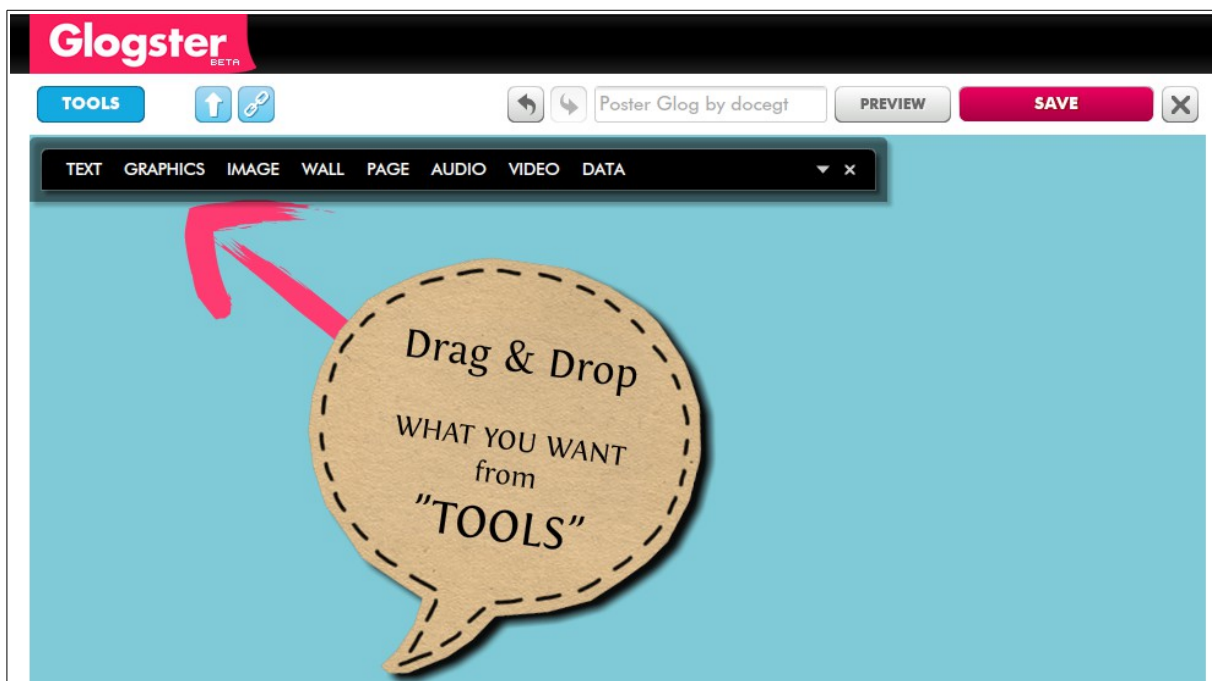 Glogster
BETA
TOOLS
Poster Glog by docegt
PREVIEW
SAVE
TEXT GRAPHICS IMAGE WALL PAGE AUDIO VIDEO DATA
Drag & Drop
WHAT YOU WANT
from
"TOOLS"